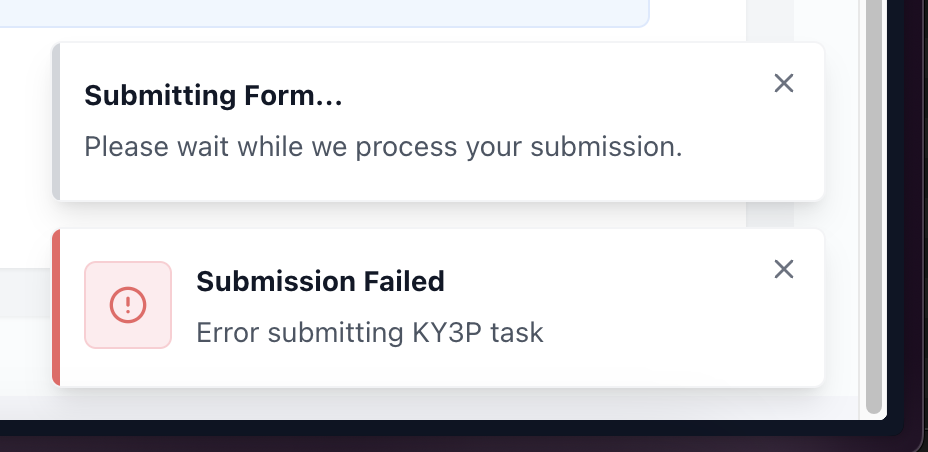 Submitting Form...
Please wait while we process your submission.
Submission Failed
Error submitting KY3P task